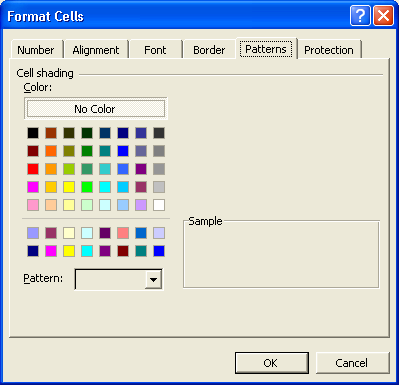 Format Cells
Number Alignment Font Border Patterns Protection
Cell shading
Color:
No Color
Sample
Pattern:
OK Cancel